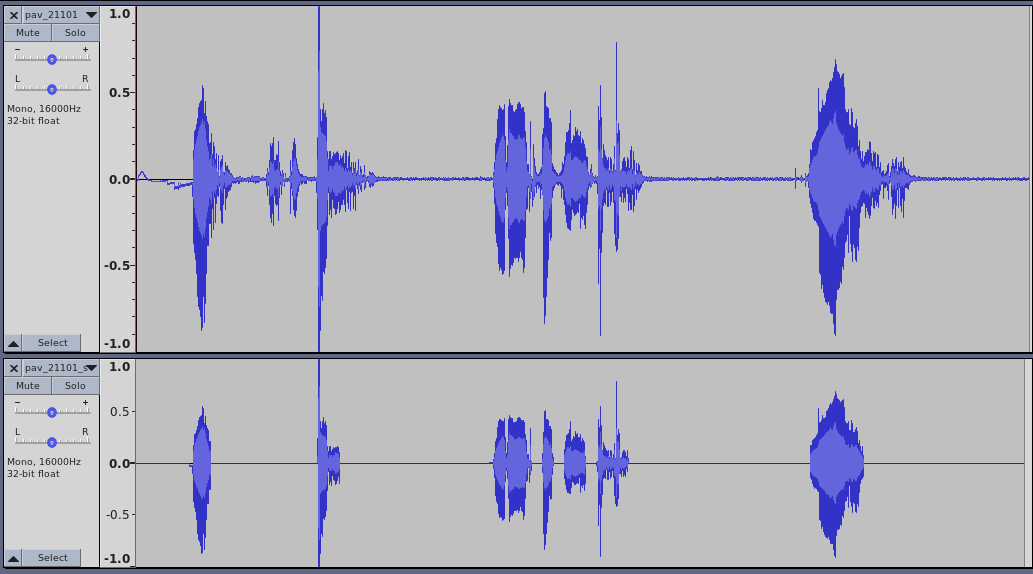 × pav_21101 ▼
Mute Solo
- +
L R
Mono, 16000Hz
32-bit float
▲ Select
1.0
0.5
0.0
-0.5
-1.0
× pav_21101_s▼
Mute Solo
- +
L R
Mono, 16000Hz
32-bit float
▲ Select
1.0
0.5
0.0
-0.5
-1.0